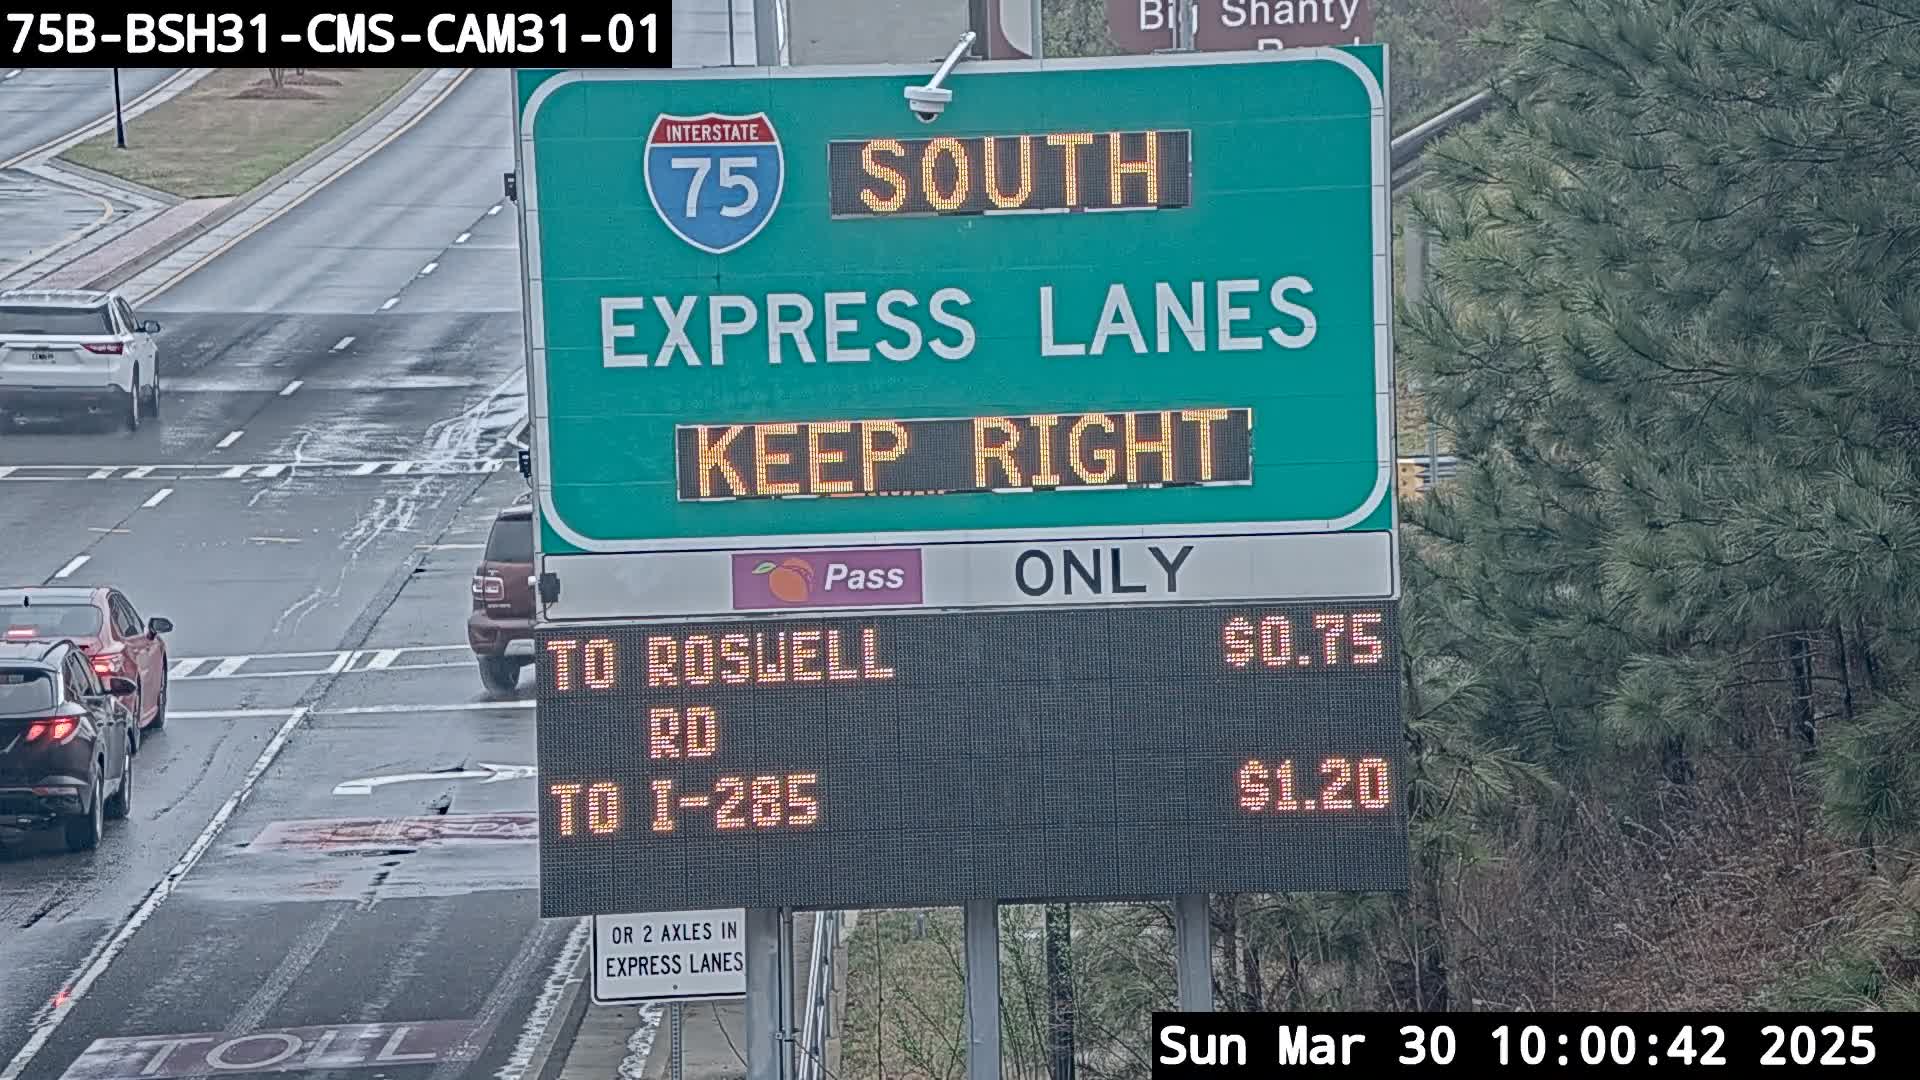 75B-BSH31-CMS-CAM31-01
Big Shanty
INTERSTATE
75
SOUTH
EXPRESS LANES
KEEP RIGHT
Pass
ONLY
TO ROSWELL $0.75
RD
TO I-285 $1.20
OR 2 AXLES IN
EXPRESS LANES
TOLL
Sun Mar 30 10:00:42 2025